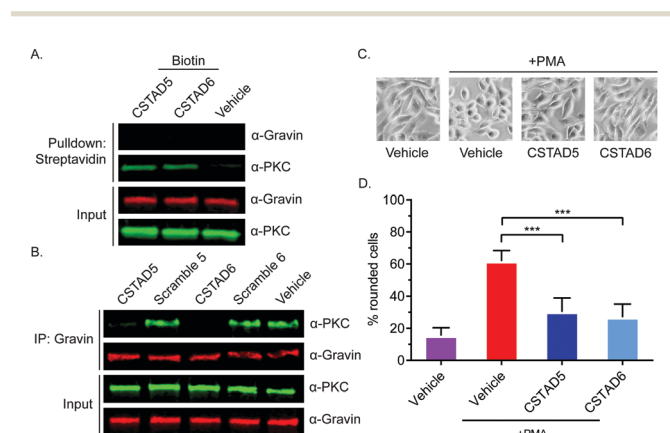 A.
Biotin
CSTAD5
CSTAD6
Vehicle
Pulldown:
Streptavidin
α-Gravin
α-PKC
Input
α-Gravin
α-PKC
B.
CSTAD5
Scramble 5
CSTAD6
Scramble 6
Vehicle
IP: Gravin
α-PKC
α-Gravin
Input
α-PKC
α-Gravin
C.
+PMA
Vehicle
Vehicle
CSTAD5
CSTAD6
D.
% rounded cells
100
80
60
40
20
0
***
***
Vehicle
Vehicle
CSTAD5
CSTAD6
+PMA